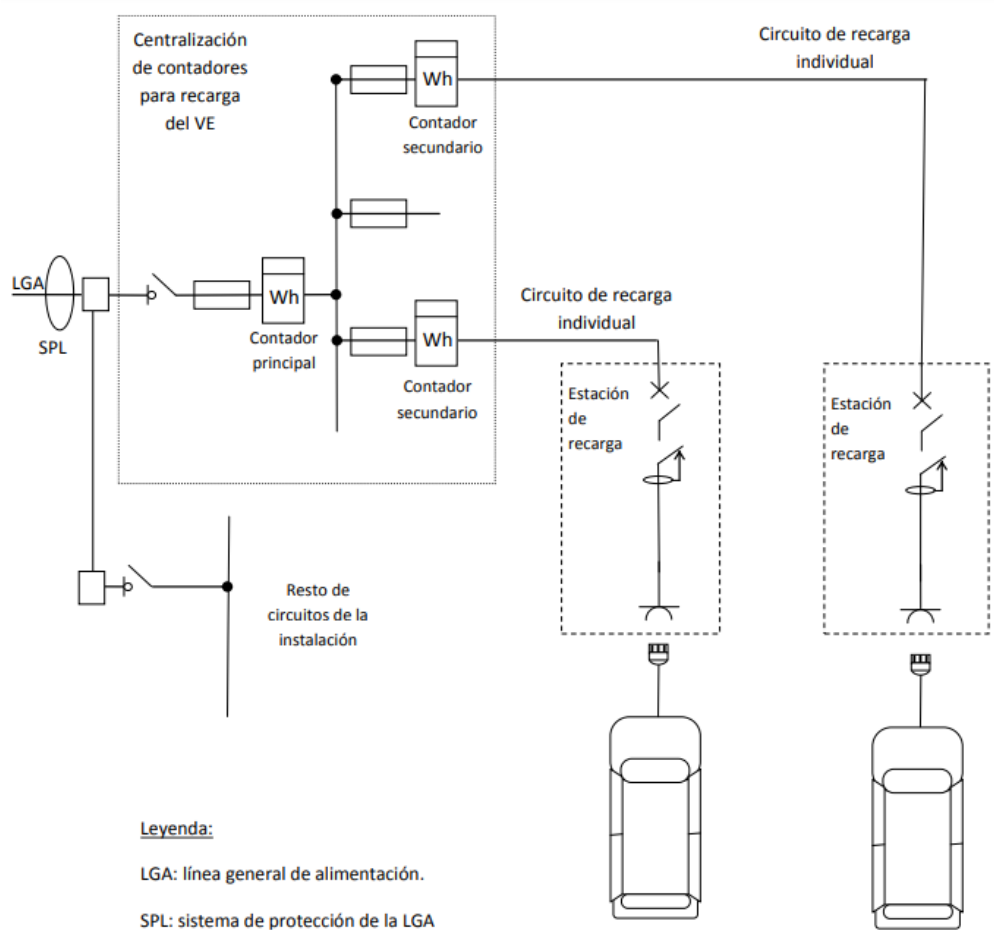 Centralización
de contadores
para recarga
del VE
Wh
Contador
secundario
Circuito de recarga
individual
LGA
SPL
Wh
Contador
principal
Wh
Contador
secundario
Circuito de recarga
individual
Estación
de
recarga
Estación
de
recarga
Resto de
circuitos de la
instalación
Leyenda:
LGA: línea general de alimentación.
SPL: sistema de protección de la LGA